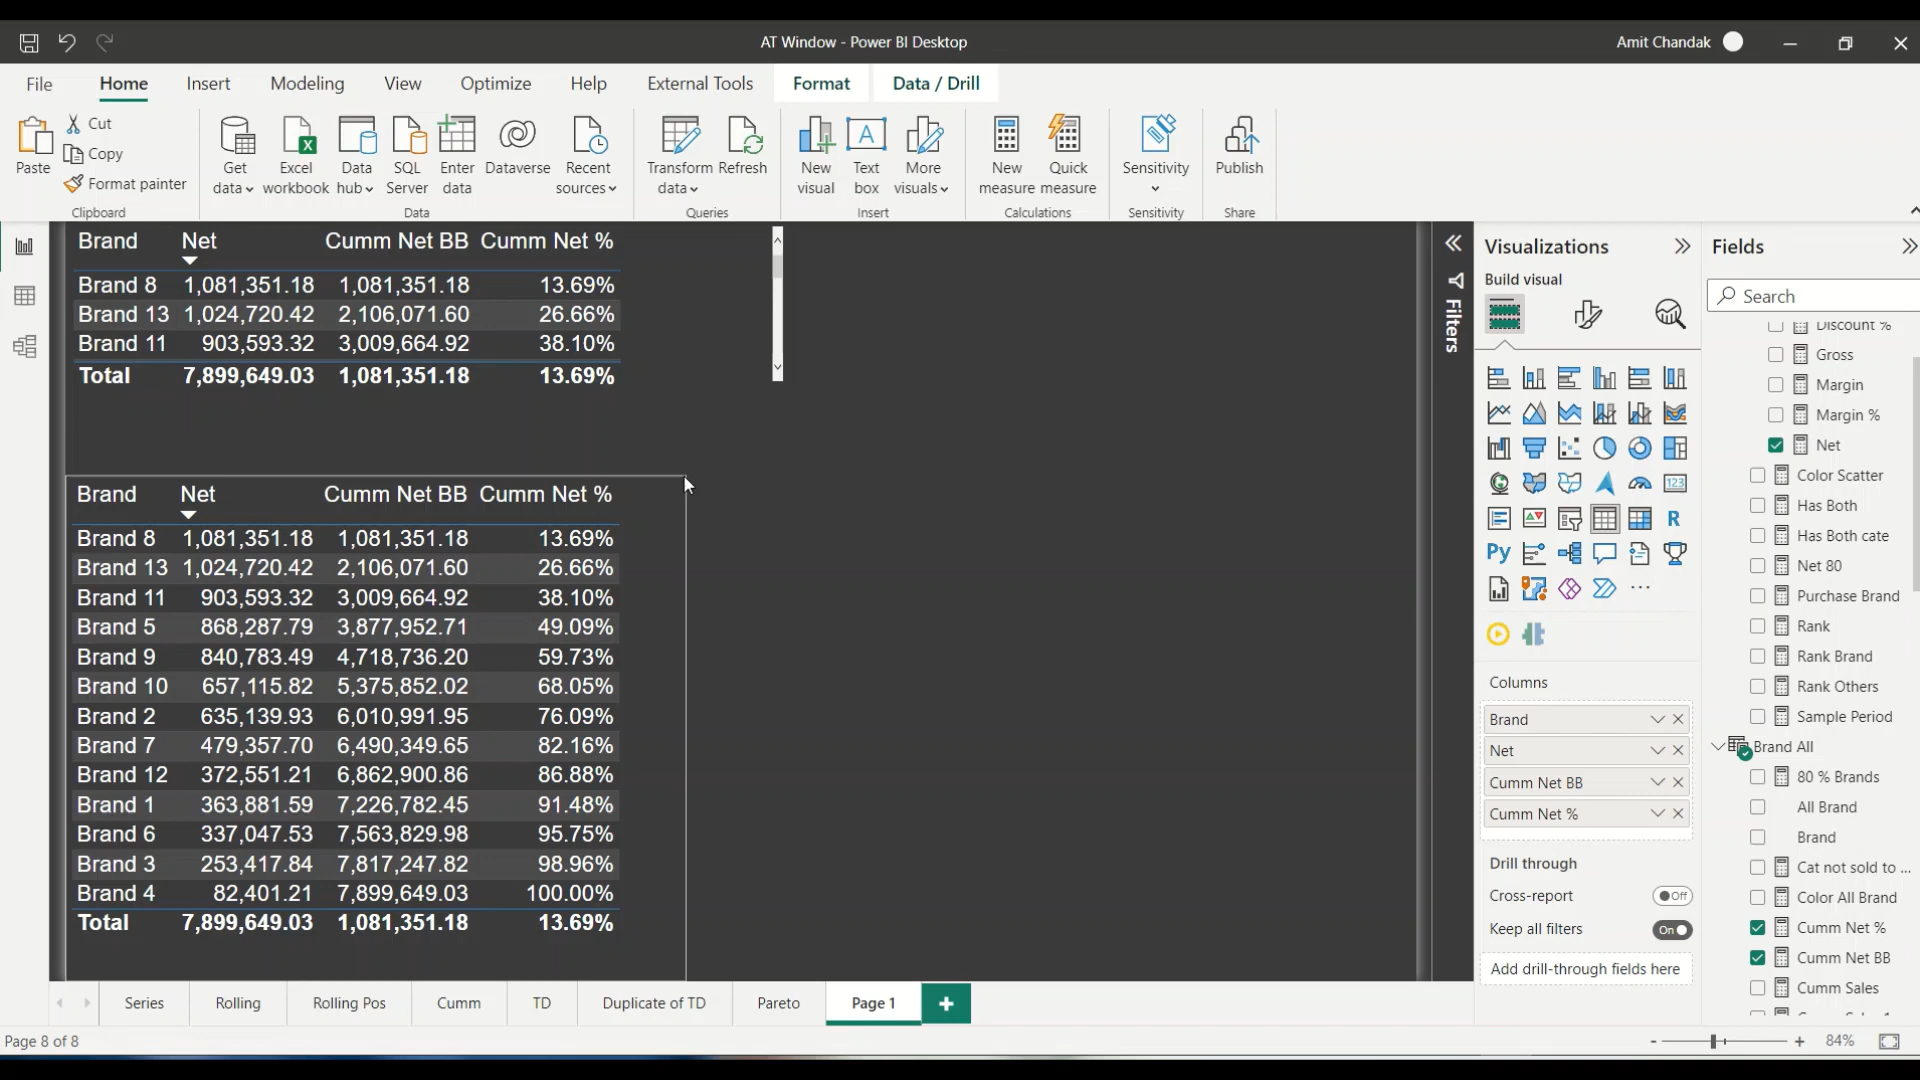 AT Window - Power BI Desktop
Amit Chandak
File Home Insert Modeling View Optimize Help External Tools Format Data / Drill
Paste
Cut
Copy
Format painter
Clipboard
Get data
Excel workbook
Data hub
SQL Server
Enter data
Dataverse
Recent sources
Data
Transform data
Refresh
Queries
New visual
Text box
More visuals
Insert
New measure
Quick measure
Calculations
Sensitivity
Sensitivity
Publish
Share
Brand Net Cumm Net BB Cumm Net %
Brand 8 1,081,351.18 1,081,351.18 13.69%
Brand 13 1,024,720.42 2,106,071.60 26.66%
Brand 11 903,593.32 3,009,664.92 38.10%
Total 7,899,649.03 1,081,351.18 13.69%
Brand Net Cumm Net BB Cumm Net %
Brand 8 1,081,351.18 1,081,351.18 13.69%
Brand 13 1,024,720.42 2,106,071.60 26.66%
Brand 11 903,593.32 3,009,664.92 38.10%
Brand 5 868,287.79 3,877,952.71 49.09%
Brand 9 840,783.49 4,718,736.20 59.73%
Brand 10 657,115.82 5,375,852.02 68.05%
Brand 2 635,139.93 6,010,991.95 76.09%
Brand 7 479,357.70 6,490,349.65 82.16%
Brand 12 372,551.21 6,862,900.86 86.88%
Brand 1 363,881.59 7,226,782.45 91.48%
Brand 6 337,047.53 7,563,829.98 95.75%
Brand 3 253,417.84 7,817,247.82 98.96%
Brand 4 82,401.21 7,899,649.03 100.00%
Total 7,899,649.03 1,081,351.18 13.69%
Filters
Visualizations
Build visual
123
R
Py
Columns
Brand
Net
Cumm Net BB
Cumm Net %
Drill through
Cross-report
Off
Keep all filters
On
Add drill-through fields here
Fields
Search
Discount %
Gross
Margin
Margin %
Net
Color Scatter
Has Both
Has Both cate
Net 80
Purchase Brand
Rank
Rank Brand
Rank Others
Sample Period
Brand All
80 % Brands
All Brand
Brand
Cat not sold to ...
Color All Brand
Cumm Net %
Cumm Net BB
Cumm Sales
Series Rolling Rolling Pos Cumm TD Duplicate of TD Pareto Page 1
Page 8 of 8
- + 84%